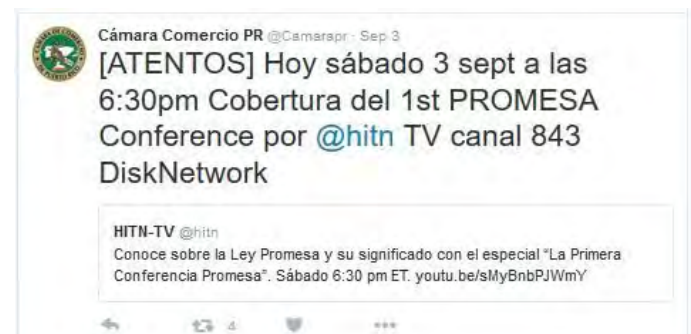 Cámara Comercio PR @Camarapr · Sep 3
[ATENTOS] Hoy sábado 3 sept a las
6:30pm Cobertura del 1st PROMESA
Conference por @hitn TV canal 843
DiskNetwork
HITN-TV @hitn
Conoce sobre la Ley Promesa y su significado con el especial “La Primera
Conferencia Promesa”. Sábado 6:30 pm ET. youtu.be/sMyBnbPJWmY
4